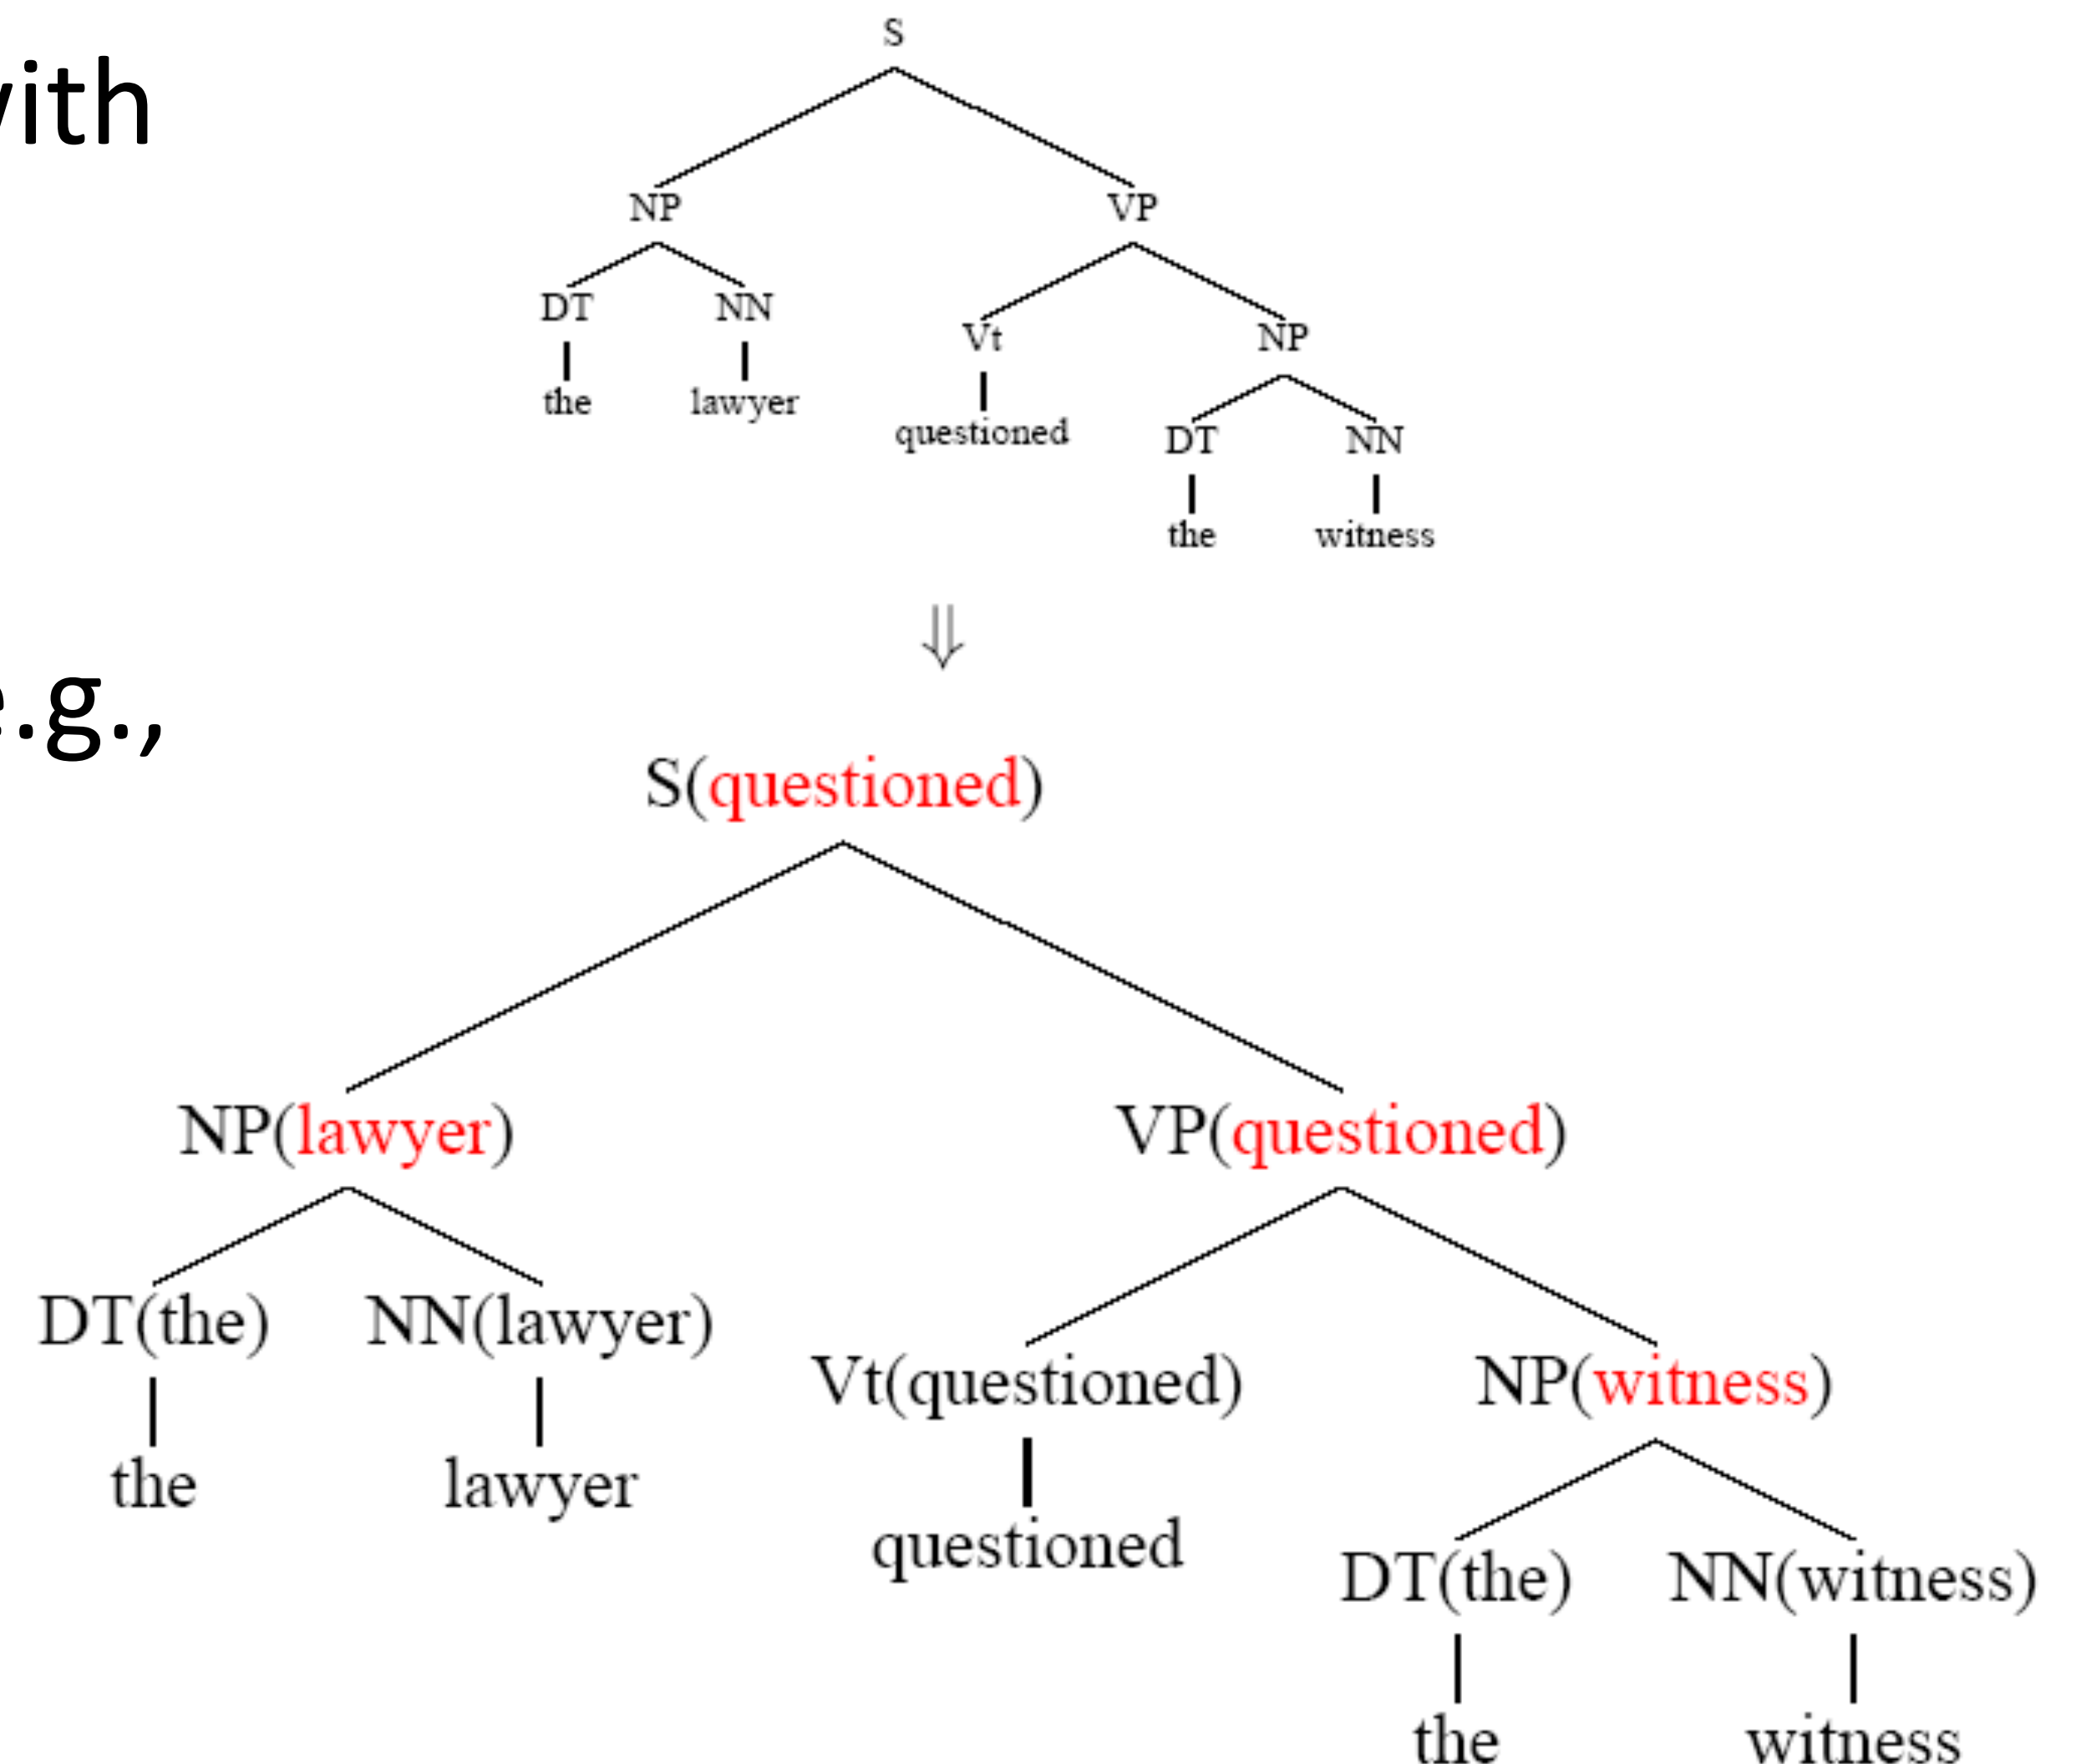 with
S
NP VP
DT NN
Vt NP
the lawyer
questioned DT NN
the witness
⇓
e.g.,
S(questioned)
NP(lawyer) VP(questioned)
DT(the) NN(lawyer)
Vt(questioned) NP(witness)
the lawyer
questioned
DT(the) NN(witness)
the witness